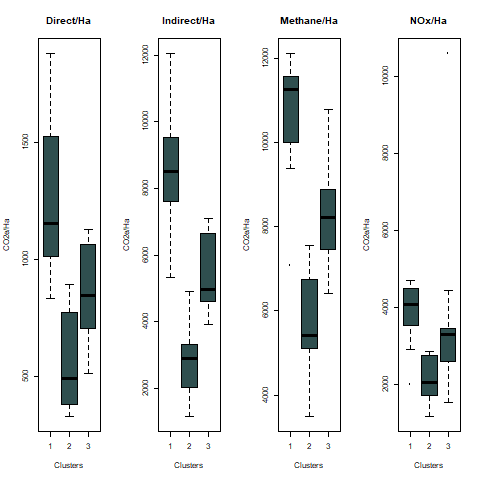 Direct/Ha
Indirect/Ha
Methane/Ha
NOx/Ha
CO2e/Ha
500
1000
1500
1 2 3
Clusters
CO2e/Ha
2000
4000
6000
8000
10000
12000
1 2 3
Clusters
CO2e/Ha
4000
6000
8000
10000
12000
1 2 3
Clusters
CO2e/Ha
2000
4000
6000
8000
10000
1 2 3
Clusters